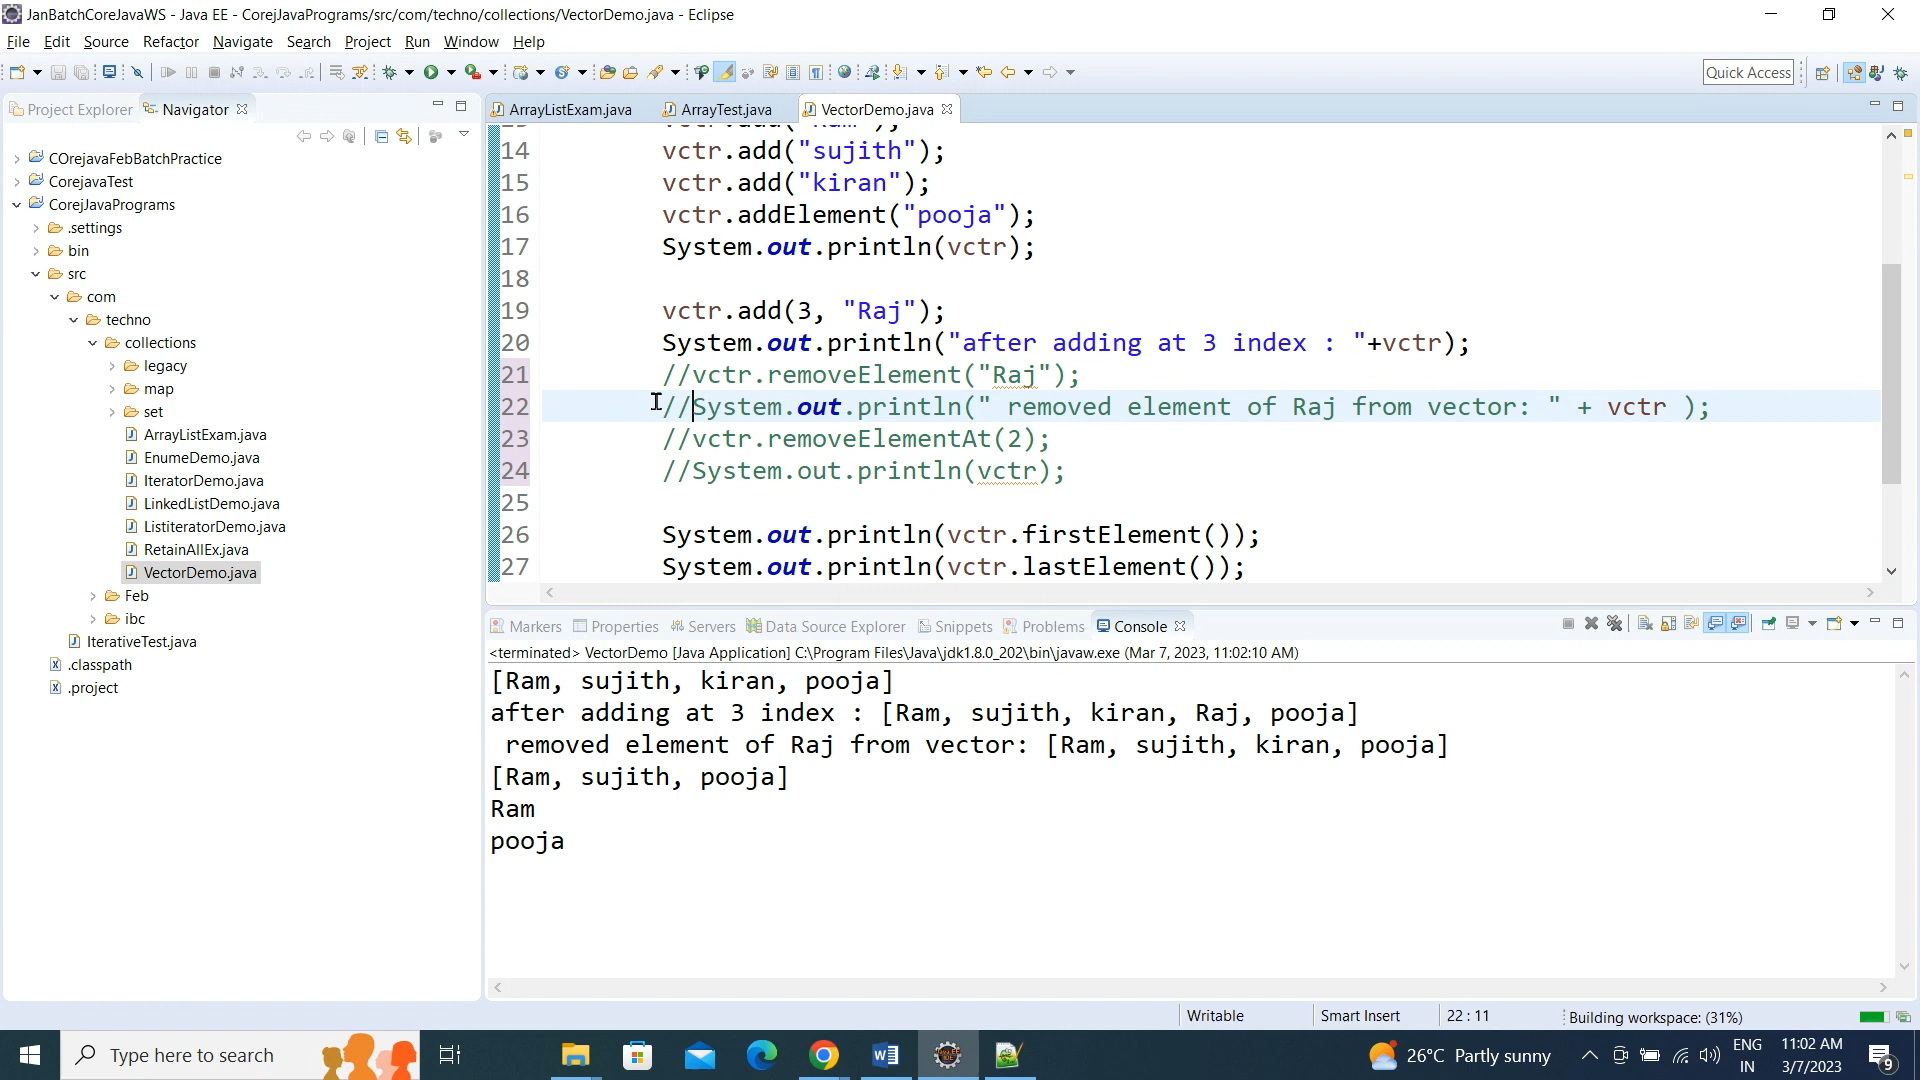 JanBatchCoreJavaWS - Java EE - CorejJavaPrograms/src/com/techno/collections/VectorDemo.java - Eclipse
File Edit Source Refactor Navigate Search Project Run Window Help
Quick Access
Project Explorer Navigator
ArrayListExam.java ArrayTest.java VectorDemo.java
COrejavaFebBatchPractice
CorejavaTest
CorejJavaPrograms
.settings
bin
src
com
techno
collections
legacy
map
set
ArrayListExam.java
EnumeDemo.java
IteratorDemo.java
LinkedListDemo.java
ListiteratorDemo.java
RetainAllEx.java
VectorDemo.java
Feb
ibc
IterativeTest.java
.classpath
.project
14 vctr.add("sujith");
15 vctr.add("kiran");
16 vctr.addElement("pooja");
17 System.out.println(vctr);
18
19 vctr.add(3, "Raj");
20 System.out.println("after adding at 3 index : "+vctr);
21 //vctr.removeElement("Raj");
22 //System.out.println(" removed element of Raj from vector: " + vctr );
23 //vctr.removeElementAt(2);
24 //System.out.println(vctr);
25
26 System.out.println(vctr.firstElement());
27 System.out.println(vctr.lastElement());
Markers Properties Servers Data Source Explorer Snippets Problems Console
<terminated> VectorDemo [Java Application] C:\Program Files\Java\jdk1.8.0_202\bin\javaw.exe (Mar 7, 2023, 11:02:10 AM)
[Ram, sujith, kiran, pooja]
after adding at 3 index : [Ram, sujith, kiran, Raj, pooja]
removed element of Raj from vector: [Ram, sujith, kiran, pooja]
[Ram, sujith, pooja]
Ram
pooja
Writable Smart Insert 22 : 11 Building workspace: (31%)
Type here to search
26°C Partly sunny
ENG
IN
11:02 AM
3/7/2023
9